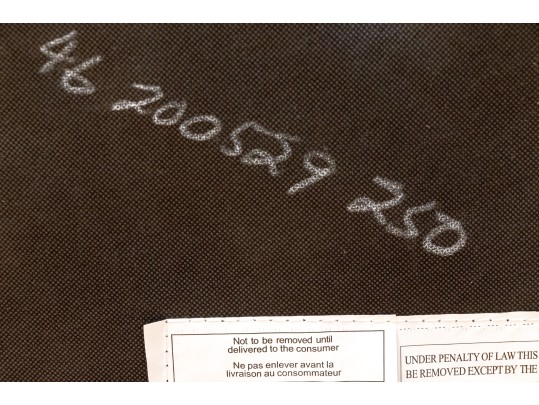 46 200529 250
Not to be removed until
delivered to the consumer
Ne pas enlever avant la
livraison au consommateur
UNDER PENALTY OF LAW THIS
BE REMOVED EXCEPT BY THE